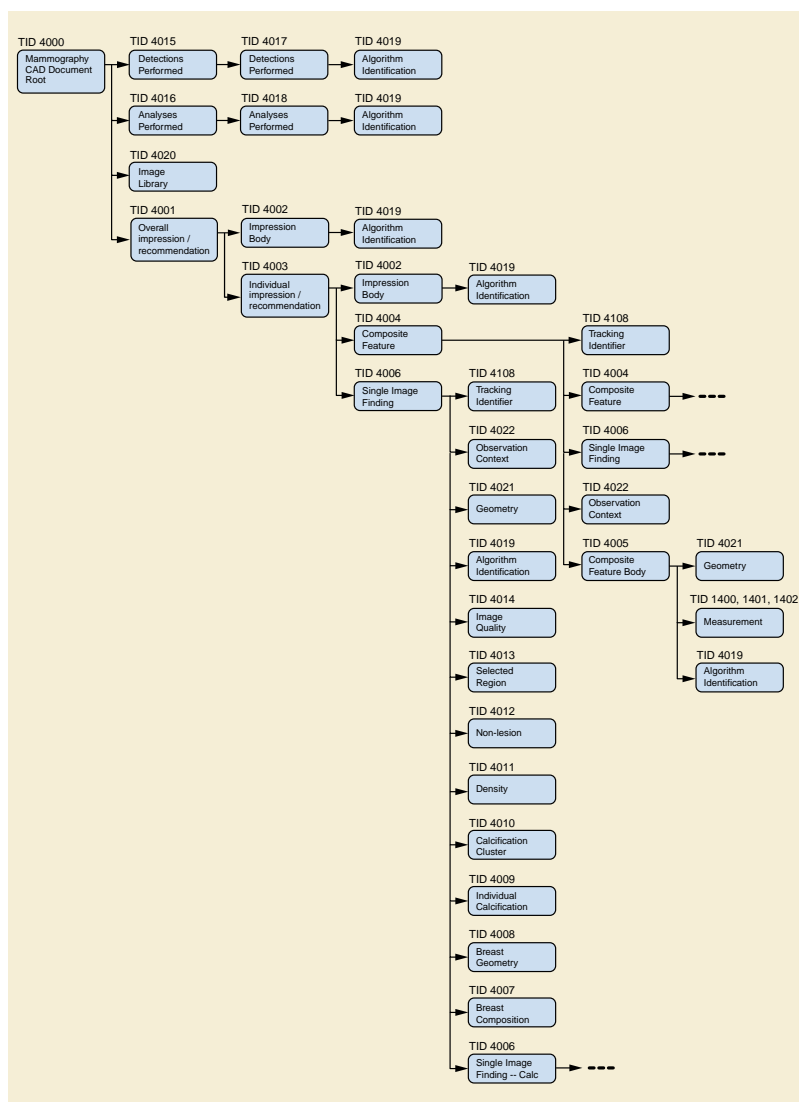 TID 4000
Mammography
CAD Document
Root
TID 4015
Detections
Performed
TID 4017
Detections
Performed
TID 4019
Algorithm
Identification
TID 4016
Analyses
Performed
TID 4018
Analyses
Performed
TID 4019
Algorithm
Identification
TID 4020
Image
Library
TID 4001
Overall
impression /
recommendation
TID 4002
Impression
Body
TID 4019
Algorithm
Identification
TID 4003
Individual
impression /
recommendation
TID 4002
Impression
Body
TID 4019
Algorithm
Identification
TID 4004
Composite
Feature
TID 4108
Tracking
Identifier
TID 4006
Single Image
Finding
TID 4108
Tracking
Identifier
TID 4004
Composite
Feature
TID 4022
Observation
Context
TID 4006
Single Image
Finding
TID 4021
Geometry
TID 4022
Observation
Context
TID 4019
Algorithm
Identification
TID 4005
Composite
Feature Body
TID 4021
Geometry
TID 4014
Image
Quality
TID 1400, 1401, 1402
Measurement
TID 4013
Selected
Region
TID 4019
Algorithm
Identification
TID 4012
Non-lesion
TID 4011
Density
TID 4010
Calcification
Cluster
TID 4009
Individual
Calcification
TID 4008
Breast
Geometry
TID 4007
Breast
Composition
TID 4006
Single Image
Finding -- Calc